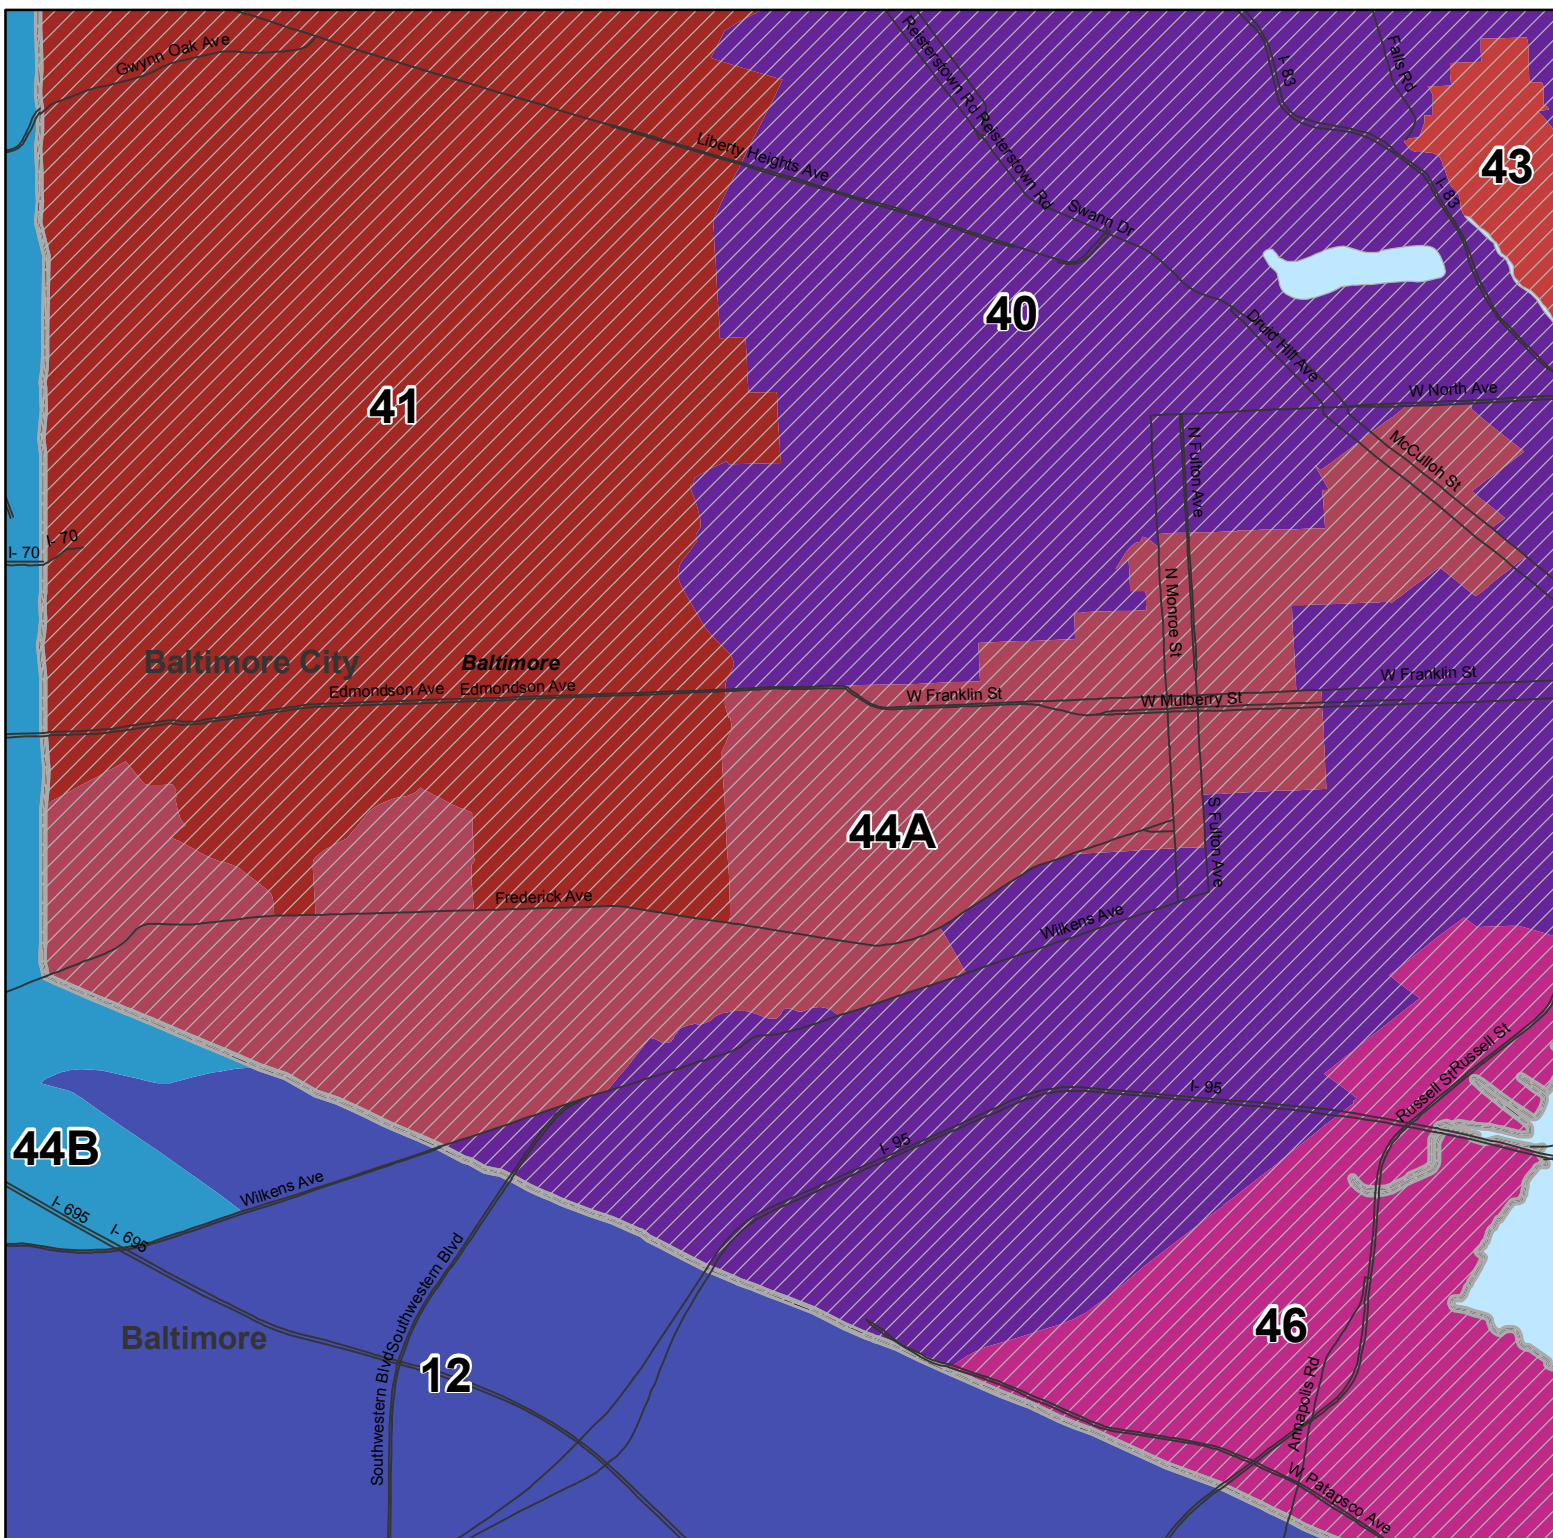 Gwynn Oak Ave
Reisterstown Rd
Reisterstown Rd
I- 83
Falls Rd
43
Liberty Heights Ave
I- 83
Swann Dr
40
Druid Hill Ave
41
W North Ave
N Fulton Ave
McCulloh St
I- 70
I- 70
N Monroe St
Baltimore City
Baltimore
Edmondson Ave
Edmondson Ave
W Franklin St
W Mulberry St
W Franklin St
44A
S Fulton Ave
Frederick Ave
Wilkens Ave
Russell St
Russell St
I- 95
I- 95
44B
Wilkens Ave
I- 695
I- 695
Southwestern Blvd
Southwestern Blvd
Baltimore
12
46
Annapolis Rd
W Patapsco Ave